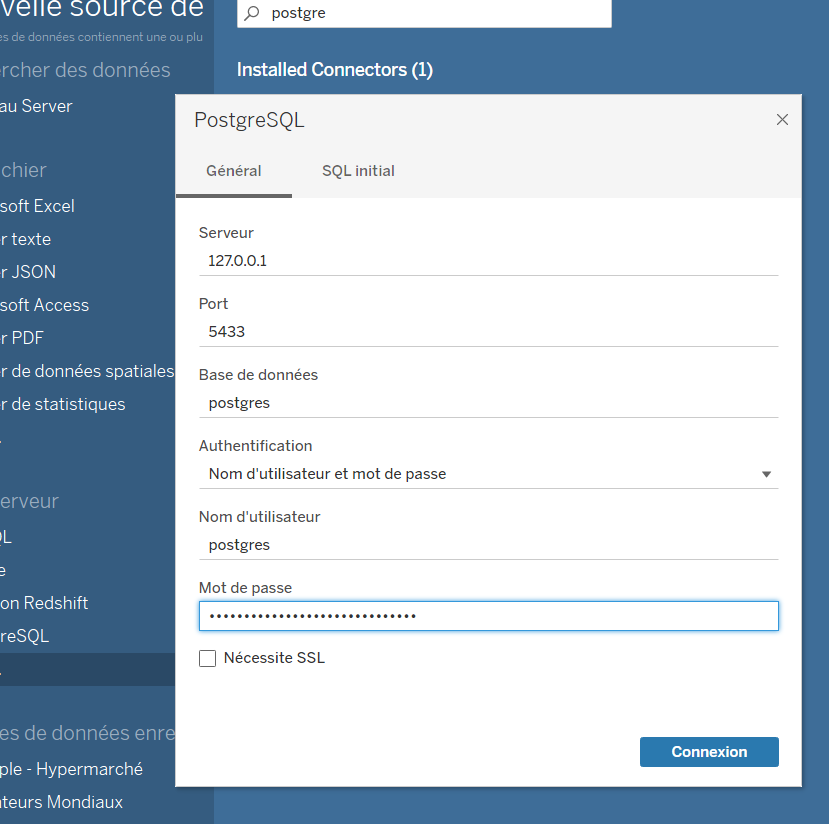 velle source de
es de données contiennent une ou plu
postgre
ercher des données
Installed Connectors (1)
au Server
chier
soft Excel
r texte
r JSON
soft Access
r PDF
r de données spatiales
r de statistiques
erveur
QL
e
on Redshift
reSQL
es de données enre
ple - Hypermarché
ateurs Mondiaux
PostgreSQL
Général
SQL initial
Serveur
127.0.0.1
Port
5433
Base de données
postgres
Authentification
Nom d'utilisateur et mot de passe
Nom d'utilisateur
postgres
Mot de passe
••••••••••••••••••••••••••••••
Nécessite SSL
Connexion